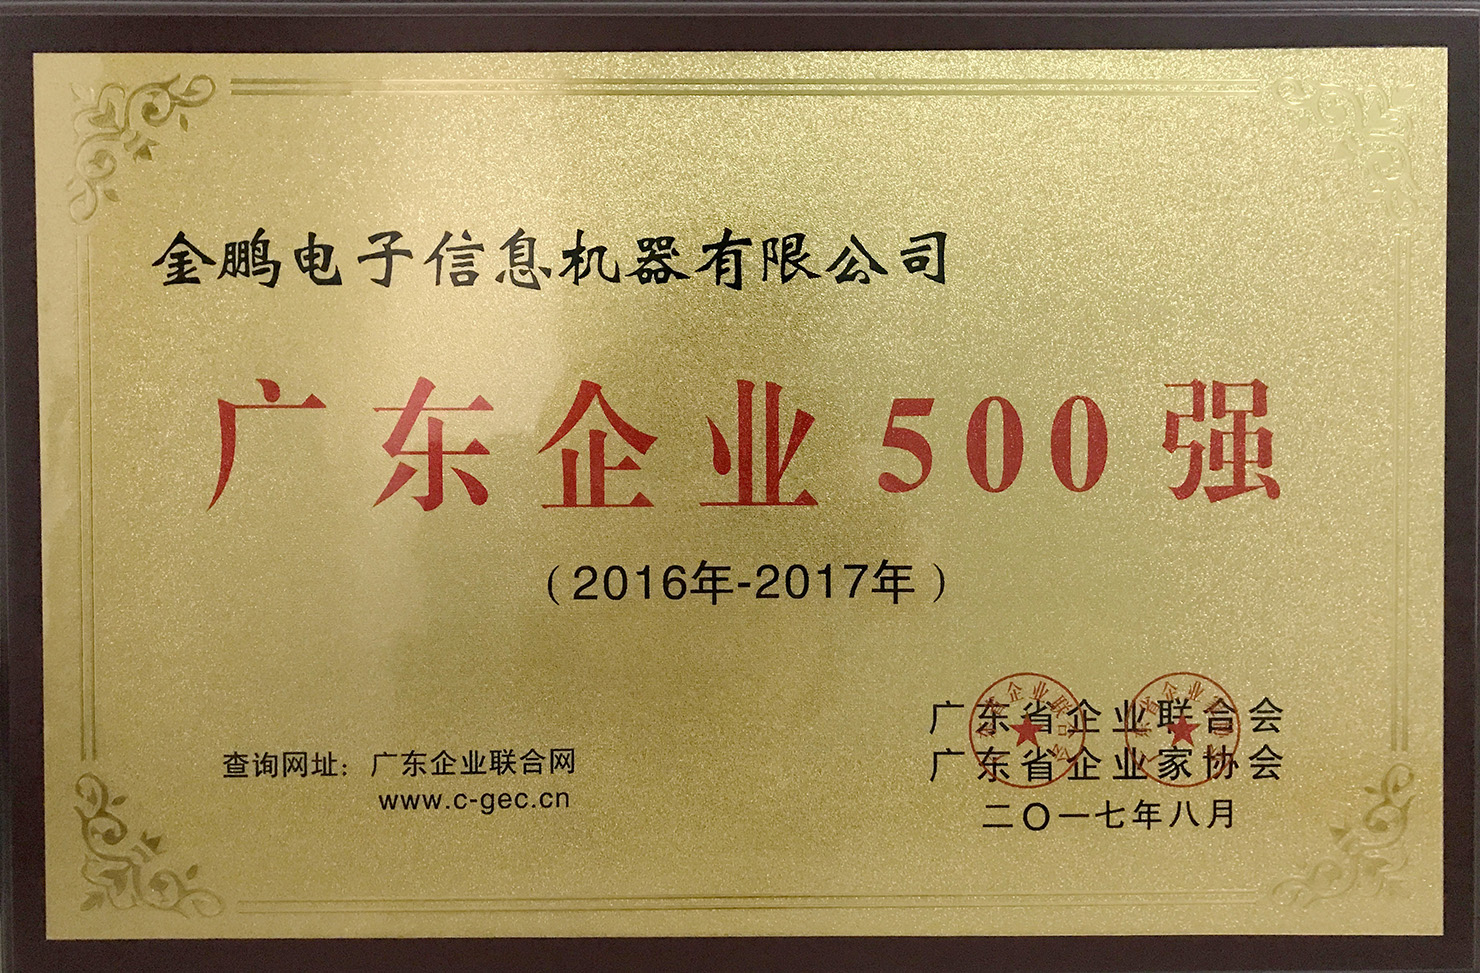 金鹏电子信息机器有限公司
广东企业500强
（2016年-2017年）
广东省企业联合会
广东省企业家协会
二〇一七年八月
查询网址：广东企业联合网
www.c-gec.cn